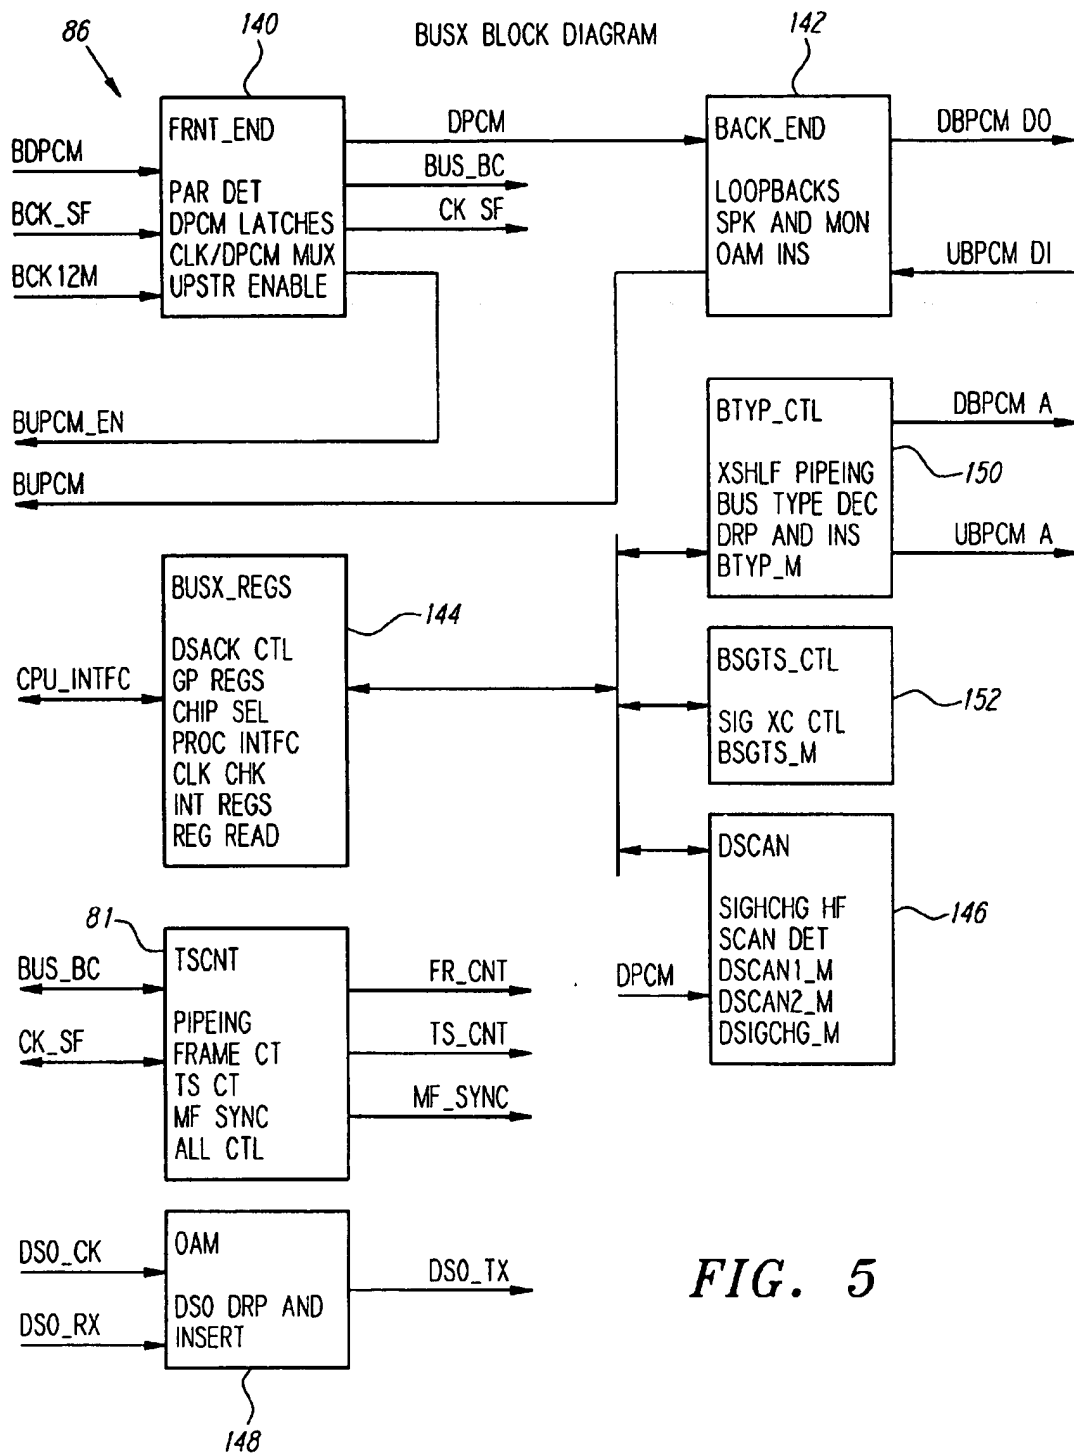 BUSX BLOCK DIAGRAM
86
140
142
FRNT_END
PAR DET
DPCM LATCHES
CLK/DPCM MUX
UPSTR ENABLE
BDPCM
BCK_SF
BCK12M
DPCM
BUS_BC
CK SF
BACK_END
LOOPBACKS
SPK AND MON
OAM INS
DBPCM DO
UBPCM DI
BUPCM_EN
BUPCM
BTYP_CTL
XSHLF PIPEING
BUS TYPE DEC
DRP AND INS
BTYP_M
DBPCM A
150
UBPCM A
BUSX_REGS
DSACK CTL
GP REGS
CHIP SEL
PROC INTFC
CLK CHK
INT REGS
REG READ
144
CPU_INTFC
BSGTS_CTL
SIG XC CTL
BSGTS_M
152
DSCAN
SIGHCHG HF
SCAN DET
DSCAN1_M
DSCAN2_M
DSIGCHG_M
146
DPCM
81
TSCNT
PIPEING
FRAME CT
TS CT
MF SYNC
ALL CTL
BUS_BC
CK_SF
FR_CNT
TS_CNT
MF_SYNC
OAM
DS0 DRP AND
INSERT
DS0_CK
DS0_RX
DS0_TX
148
FIG. 5